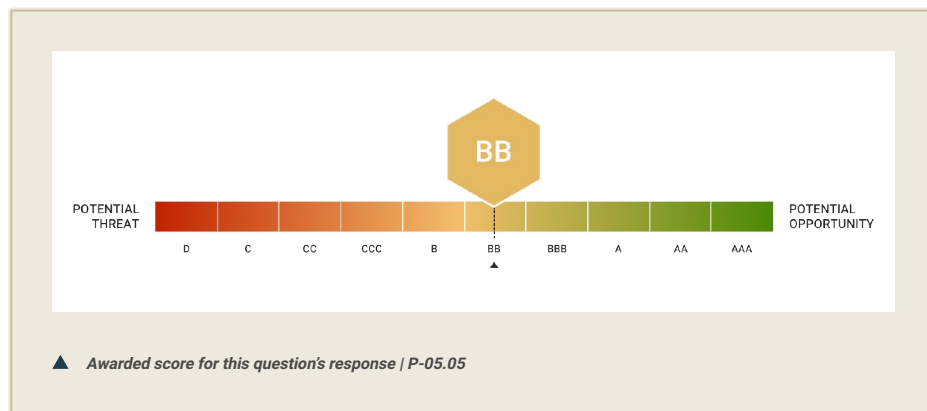 BB
POTENTIAL
THREAT
POTENTIAL
OPPORTUNITY
D C CC CCC B BB BBB A AA AAA
Awarded score for this question's response | P-05.05